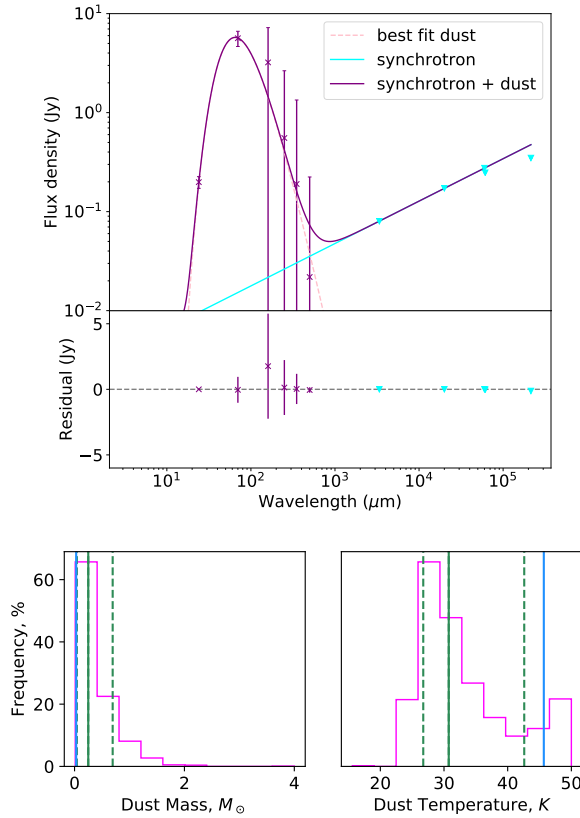 10¹
10⁰
10⁻¹
10⁻²
Flux density (Jy)
best fit dust
synchrotron
synchrotron + dust
5
0
−5
Residual (Jy)
10¹ 10² 10³ 10⁴ 10⁵
Wavelength (μm)
60
40
20
0
Frequency, %
0 2 4
Dust Mass, M☉
20 30 40 50
Dust Temperature, K